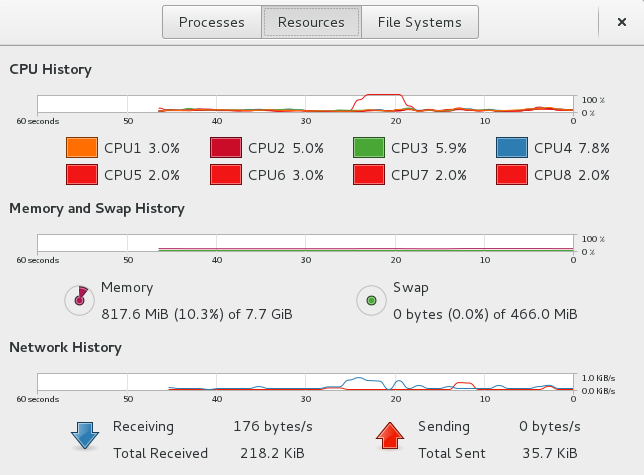 Processes Resources File Systems
CPU History
100 %
0 %
60 seconds 50 40 30 20 10 0
CPU1 3.0% CPU2 5.0% CPU3 5.9% CPU4 7.8%
CPU5 2.0% CPU6 3.0% CPU7 2.0% CPU8 2.0%
Memory and Swap History
100 %
0 %
60 seconds 50 40 30 20 10 0
Memory Swap
817.6 MiB (10.3%) of 7.7 GiB 0 bytes (0.0%) of 466.0 MiB
Network History
1.0 KiB/s
0.0 KiB/s
60 seconds 50 40 30 20 10 0
Receiving 176 bytes/s Sending 0 bytes/s
Total Received 218.2 KiB Total Sent 35.7 KiB